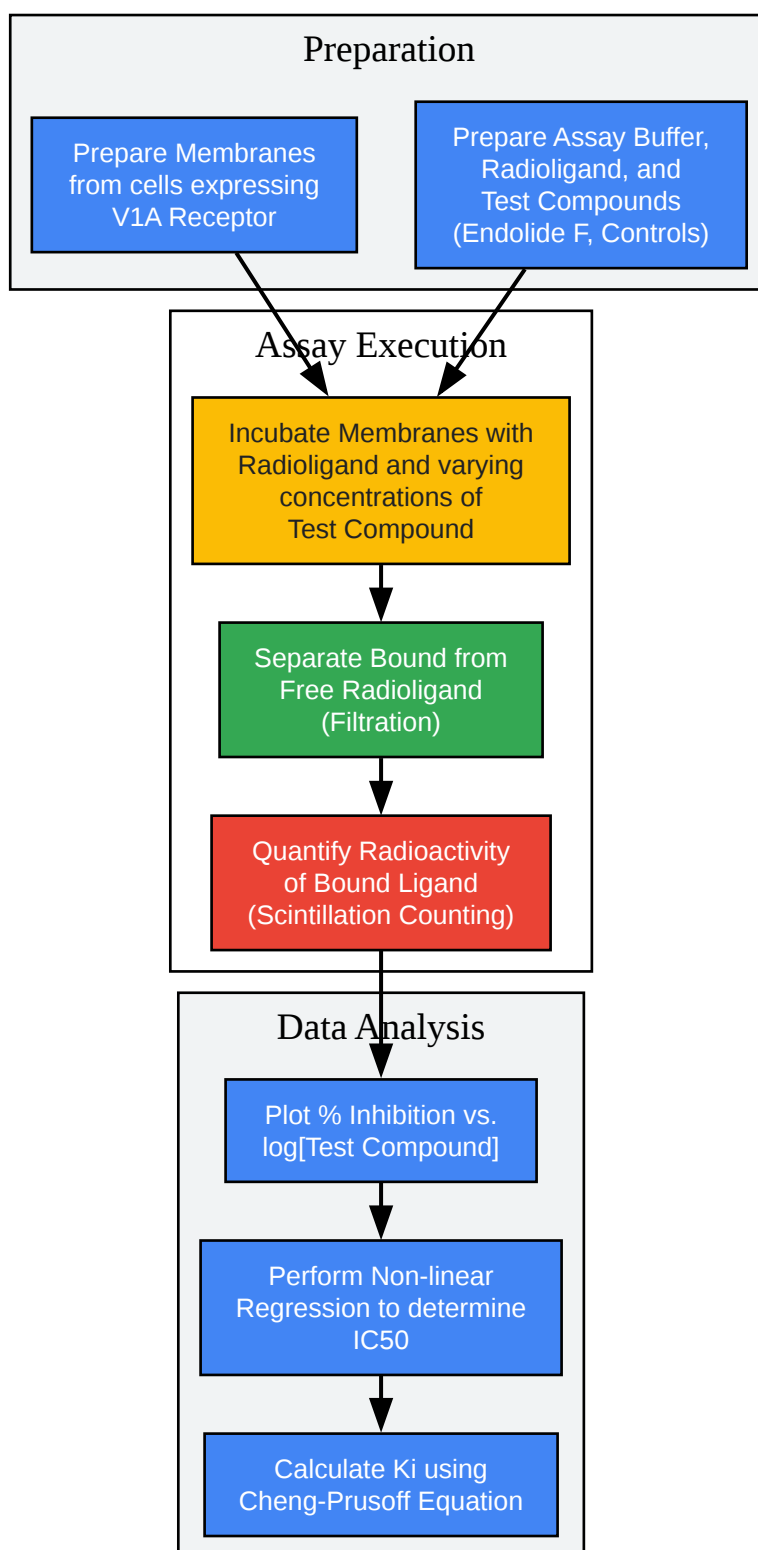 Preparation
Prepare Membranes
from cells expressing
V1A Receptor
Prepare Assay Buffer,
Radioligand, and
Test Compounds
(Endolide F, Controls)
Assay Execution
Incubate Membranes with
Radioligand and varying
concentrations of
Test Compound
Separate Bound from
Free Radioligand
(Filtration)
Quantify Radioactivity
of Bound Ligand
(Scintillation Counting)
Data Analysis
Plot % Inhibition vs.
log[Test Compound]
Perform Non-linear
Regression to determine
IC50
Calculate Ki using
Cheng-Prusoff Equation